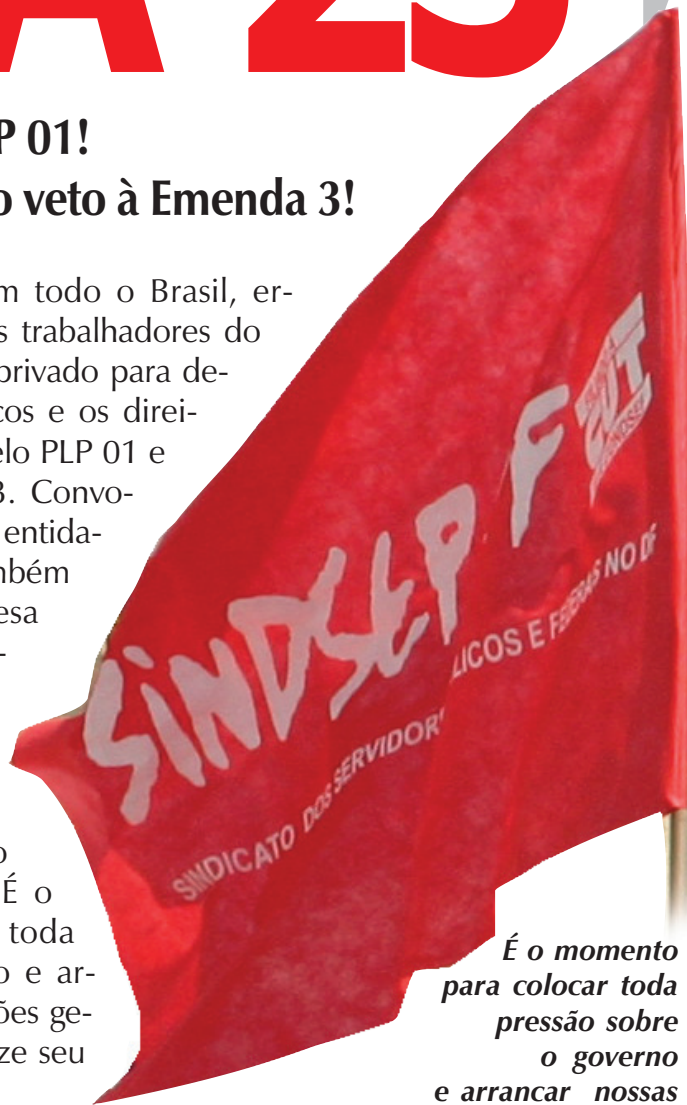 A 23
P 01!
o veto à Emenda 3!
m todo o Brasil, er-
s trabalhadores do
privado para de-
cos e os direi-
elo PLP 01 e
3. Convo-
entida-
mbém
esa
-
o
É o
toda
o e ar-
ões ge-
ze seu
SINDSEP F
CUT
SINDICATO DOS SERVIDOR
LICOS E FEDERAIS NO DF
É o momento
para colocar toda
pressão sobre
o governo
e arrancar nossas